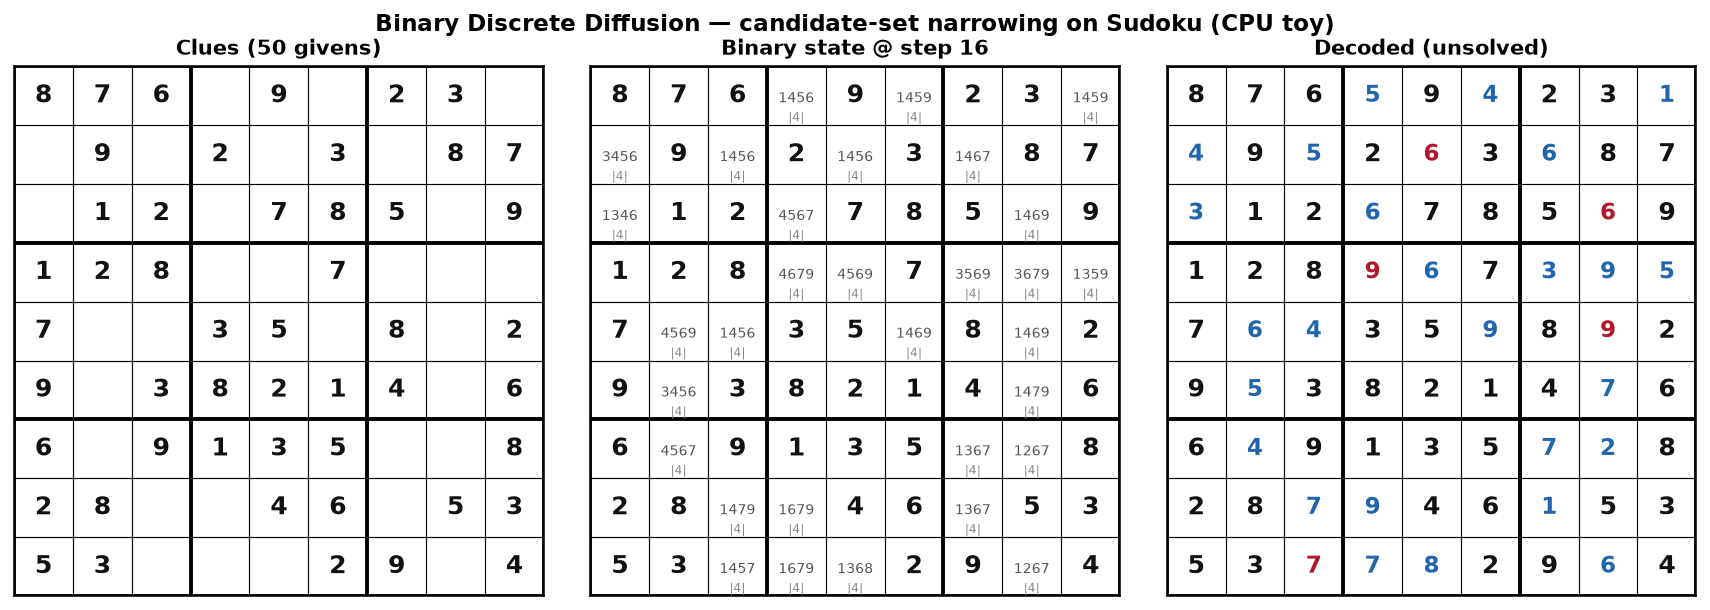 Binary Discrete Diffusion — candidate-set narrowing on Sudoku (CPU toy)
Clues (50 givens)
8 7 6 9 2 3
9 2 3 8 7
1 2 7 8 5 9
1 2 8 7
7 3 5 8 2
9 3 8 2 1 4 6
6 9 1 3 5 8
2 8 4 6 5 3
5 3 2 9 4
Binary state @ step 16
8 7 6 1456 9 1459 2 3 1459
|4| |4| |4|
3456 9 1456 2 1456 3 1467 8 7
|4| |4| |4| |4|
1346 1 2 4567 7 8 5 1469 9
|4| |4| |4|
1 2 8 4679 4569 7 3569 3679 1359
|4| |4| |4| |4| |4|
7 4569 1456 3 5 1469 8 1469 2
|4| |4| |4| |4|
9 3456 3 8 2 1 4 1479 6
|4| |4|
6 4567 9 1 3 5 1367 1267 8
|4| |4| |4|
2 8 1479 1679 4 6 1367 5 3
|4| |4| |4|
5 3 1457 1679 1368 2 9 1267 4
|4| |4| |4| |4|
Decoded (unsolved)
8 7 6 5 9 4 2 3 1
4 9 5 2 6 3 6 8 7
3 1 2 6 7 8 5 6 9
1 2 8 9 6 7 3 9 5
7 6 4 3 5 9 8 9 2
9 5 3 8 2 1 4 7 6
6 4 9 1 3 5 7 2 8
2 8 7 9 4 6 1 5 3
5 3 7 7 8 2 9 6 4